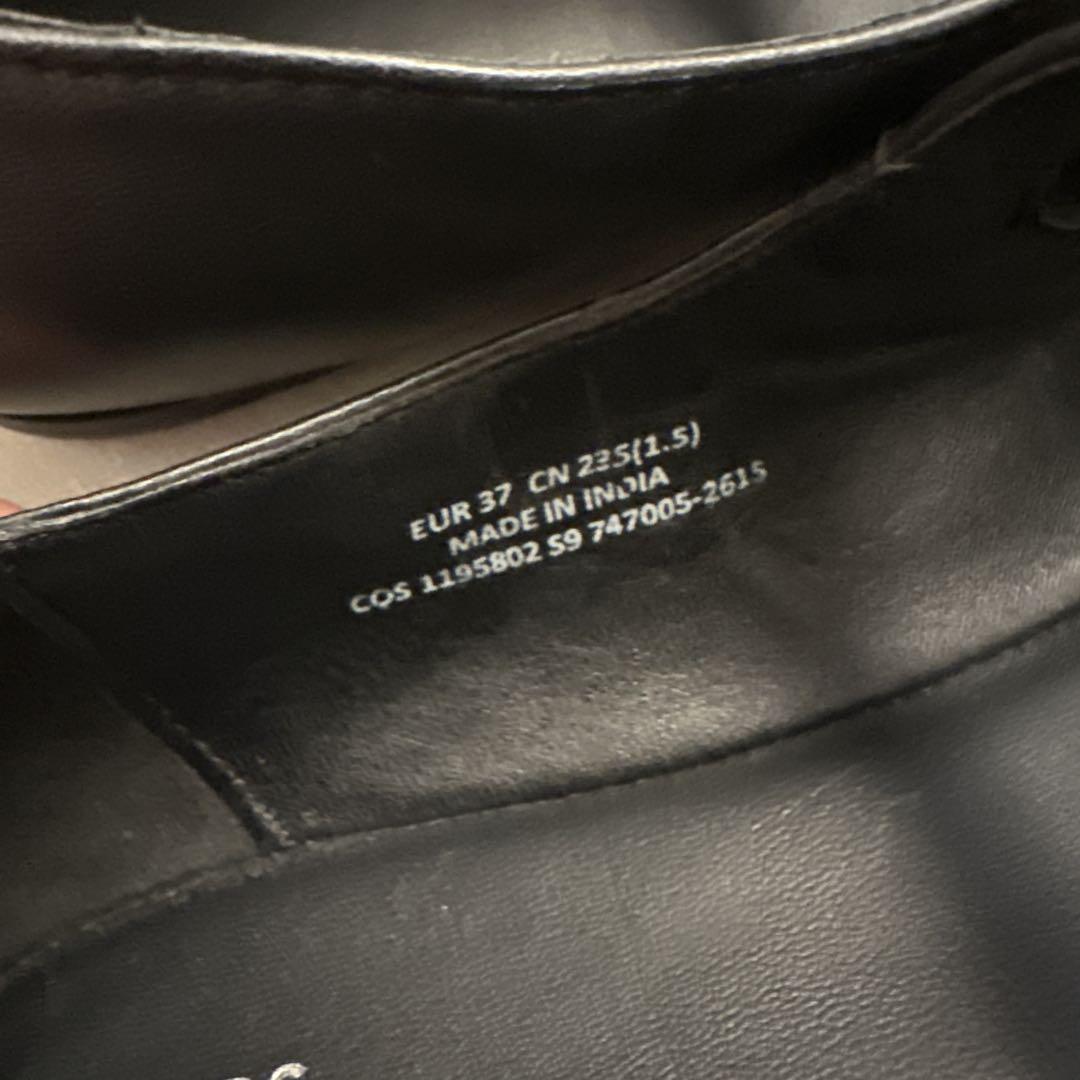 EUR 37 CN 235(1.5)
MADE IN INDIA
COS 1195802 S9 747005-2615